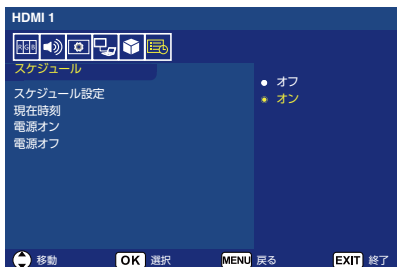 HDMI 1
RGB
スケジュール
スケジュール設定
現在時刻
電源オン
電源オフ
オフ
オン
移動 OK 選択 MENU 戻る EXIT 終了